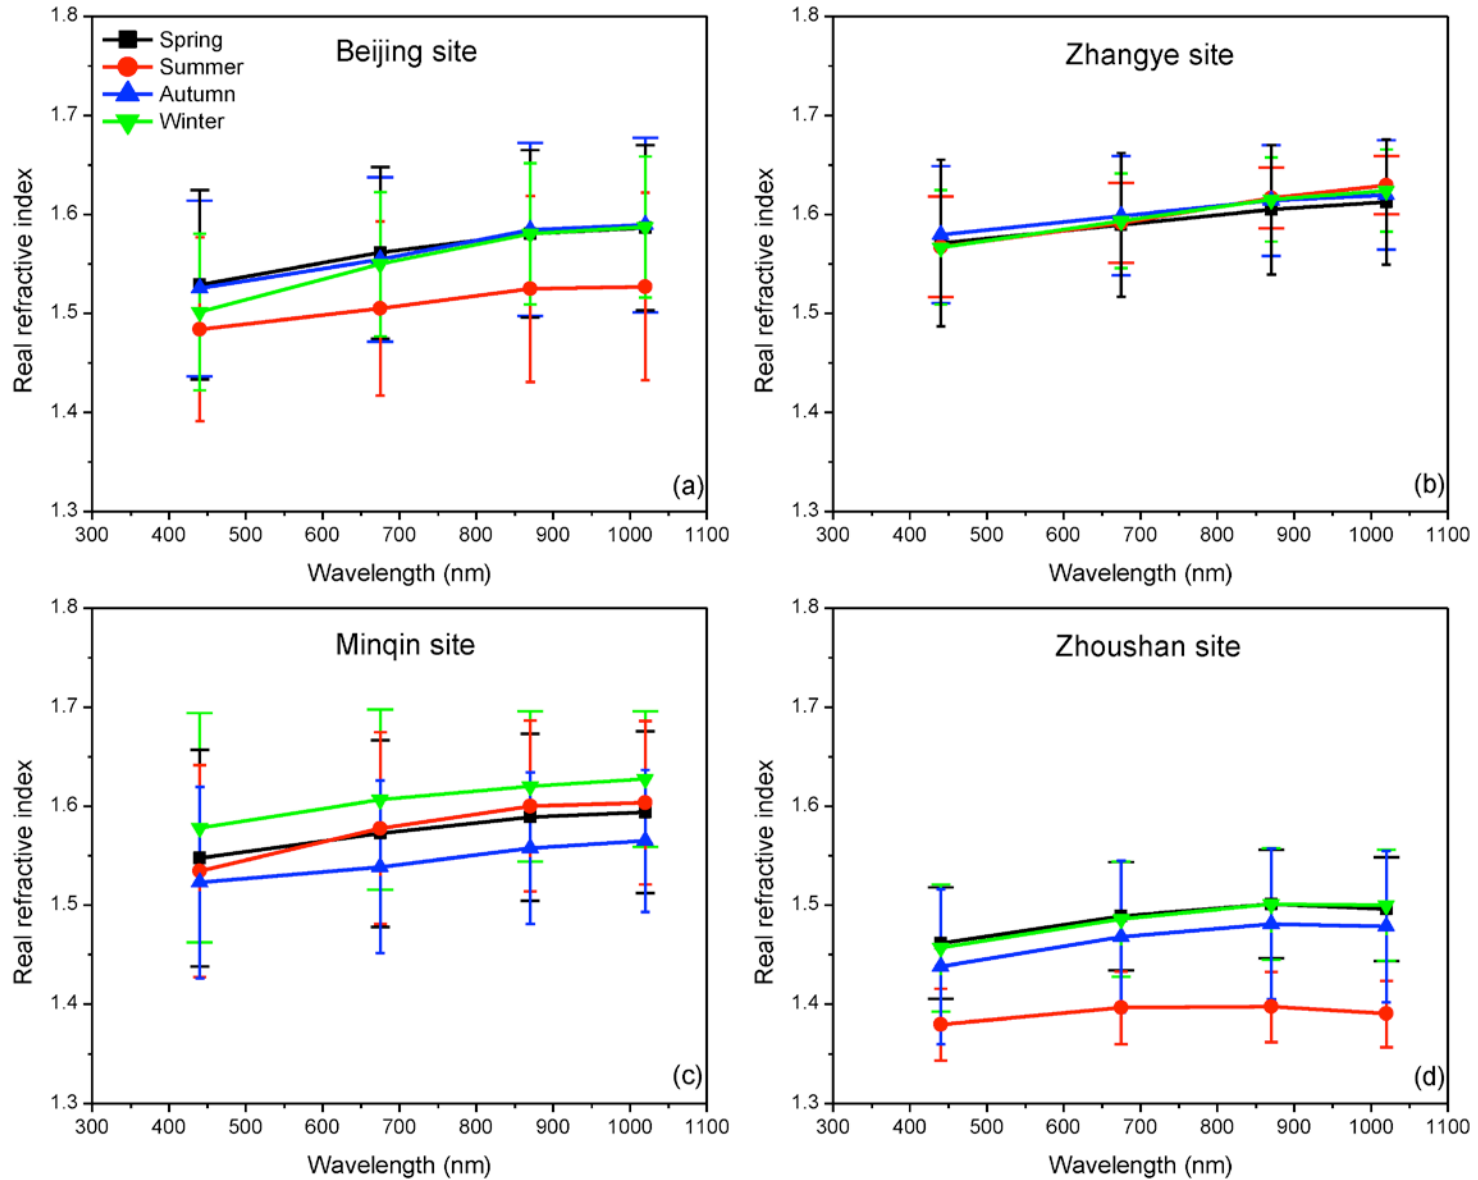 1.8
1.7
1.6
1.5
1.4
1.3
Real refractive index
Spring
Summer
Autumn
Winter
Beijing site
(a)
300 400 500 600 700 800 900 1000 1100
Wavelength (nm)
1.8
1.7
1.6
1.5
1.4
1.3
Real refractive index
Zhangye site
(b)
300 400 500 600 700 800 900 1000 1100
Wavelength (nm)
1.8
1.7
1.6
1.5
1.4
1.3
Real refractive index
Minqin site
(c)
300 400 500 600 700 800 900 1000 1100
Wavelength (nm)
1.8
1.7
1.6
1.5
1.4
1.3
Real refractive index
Zhoushan site
(d)
300 400 500 600 700 800 900 1000 1100
Wavelength (nm)